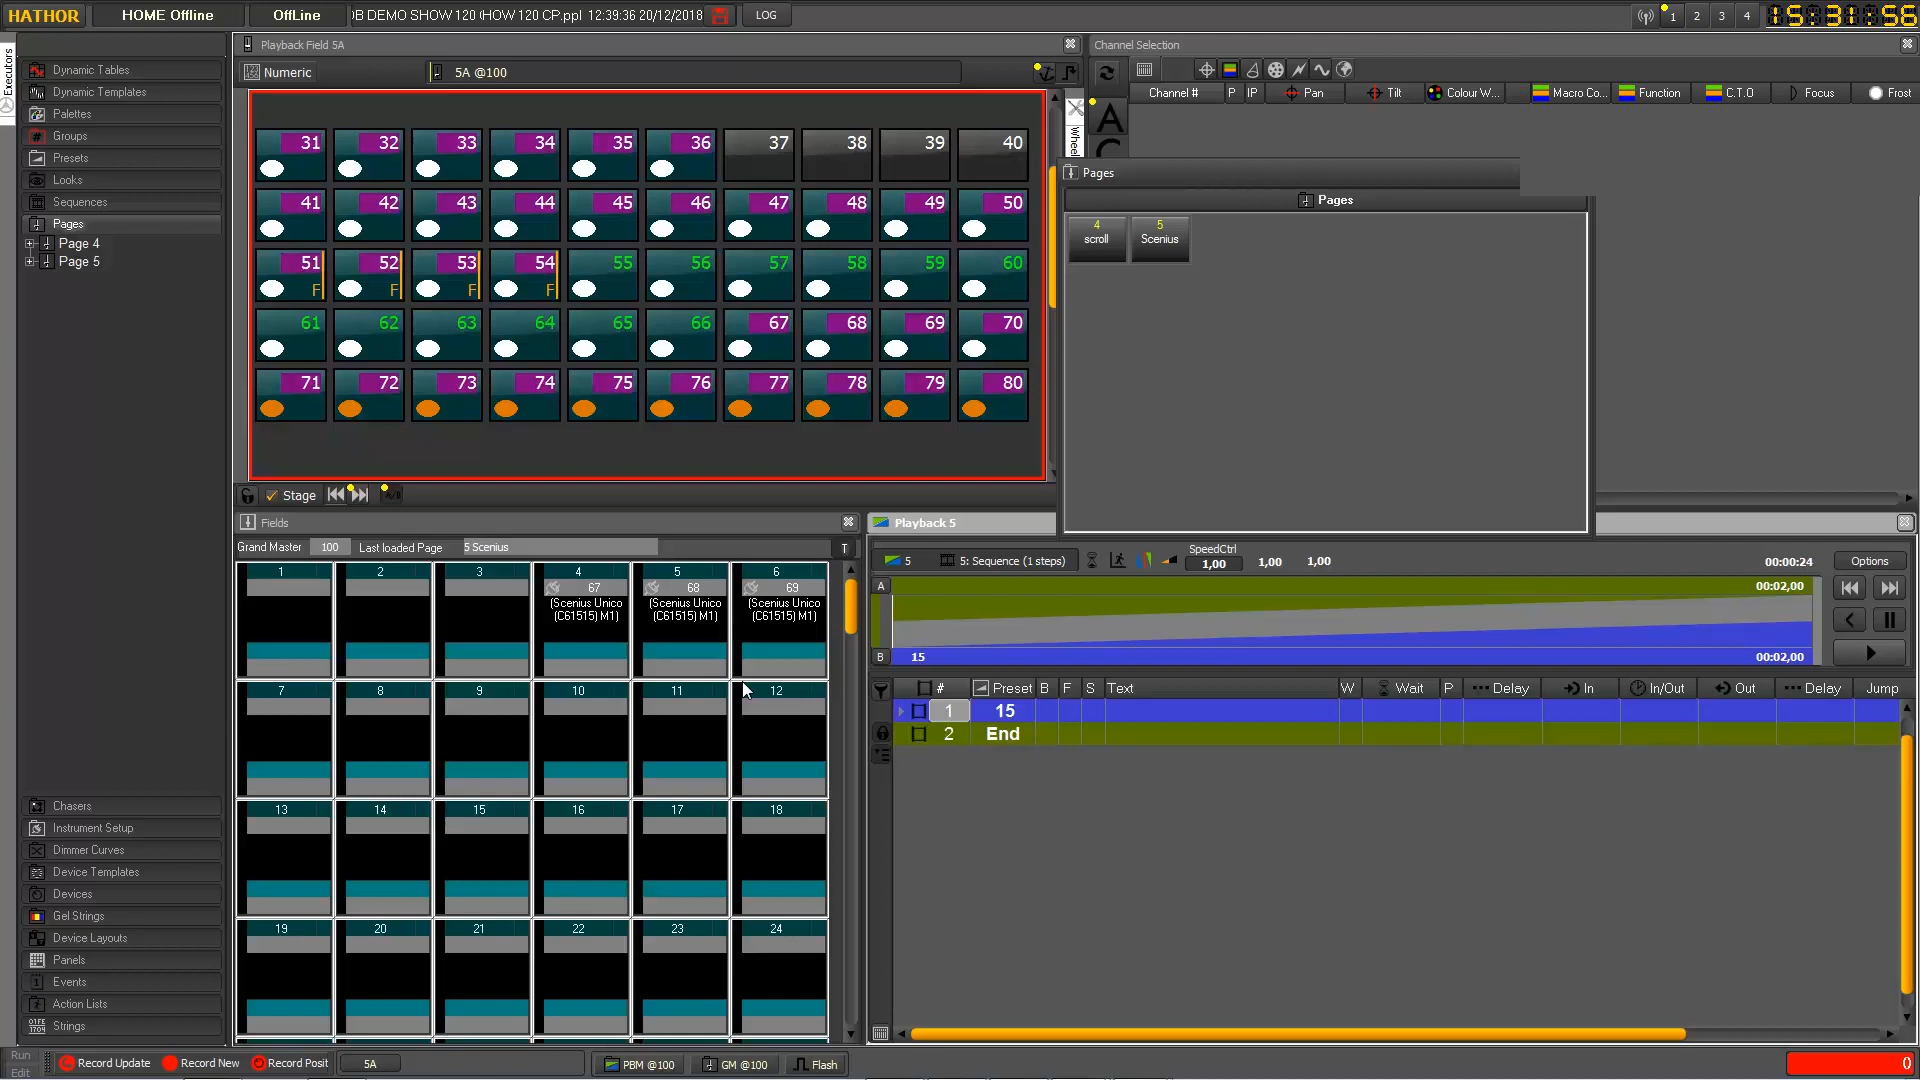 HATHOR HOME Offline OffLine OB DEMO SHOW 120 (HOW 120 CP.ppl 12:39:36 20/12/2018 LOG 1 2 3 4 15:31:56
Executors
Dynamic Tables
Dynamic Templates
Palettes
Groups
Presets
Looks
Sequences
Pages
Page 4
Page 5
Chasers
Instrument Setup
Dimmer Curves
Device Templates
Devices
Gel Strings
Device Layouts
Panels
Events
Action Lists
Strings
Playback Field 5A
Numeric 5A @100
31 32 33 34 35 36 37 38 39 40
41 42 43 44 45 46 47 48 49 50
51 52 53 54 55 56 57 58 59 60
F F F F
61 62 63 64 65 66 67 68 69 70
71 72 73 74 75 76 77 78 79 80
Stage A/B
Wheel
Channel Selection
Channel # P IP Pan Tilt Colour W... Macro Co... Function C.T.O Focus Frost
A
Pages
Pages
4 scroll
5 Scenius
Fields
Grand Master 100 Last loaded Page 5 Scenius T
1 2 3 4 5 6
67 68 69
(Scenius Unico (Scenius Unico (Scenius Unico
(C61515) M1) (C61515) M1) (C61515) M1)
7 8 9 10 11 12
13 14 15 16 17 18
19 20 21 22 23 24
Playback 5
5 5: Sequence (1 steps) SpeedCtrl 1,00 1,00 1,00 00:00:24 Options
A 00:02,00
B 15 00:02,00
# Preset B F S Text W Wait P Delay In In/Out Out Delay Jump
1 15
2 End
Run
Edit
Record Update Record New Record Posit 5A PBM @100 GM @100 Flash 0